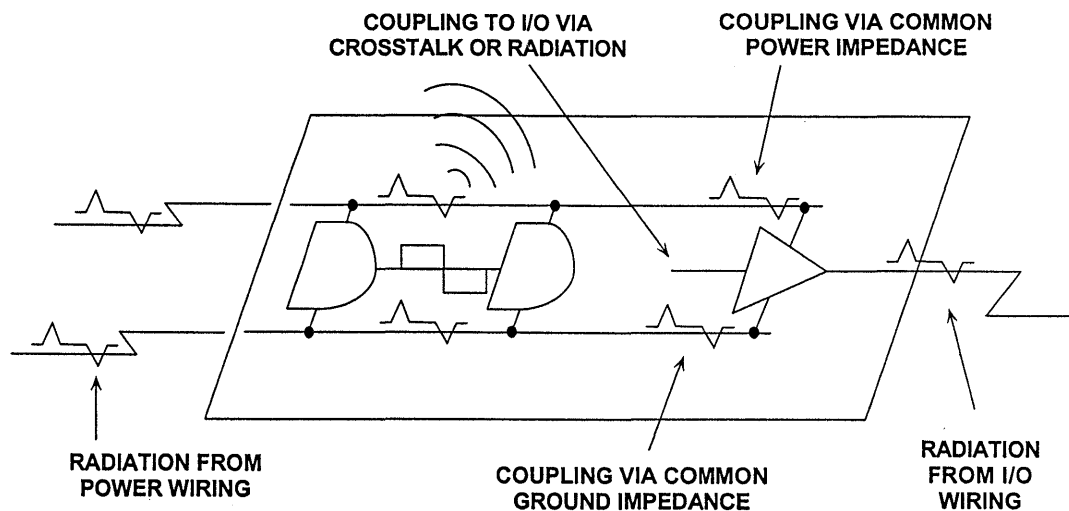 COUPLING TO I/O VIA
CROSSTALK OR RADIATION
COUPLING VIA COMMON
POWER IMPEDANCE
RADIATION FROM
POWER WIRING
COUPLING VIA COMMON
GROUND IMPEDANCE
RADIATION
FROM I/O
WIRING